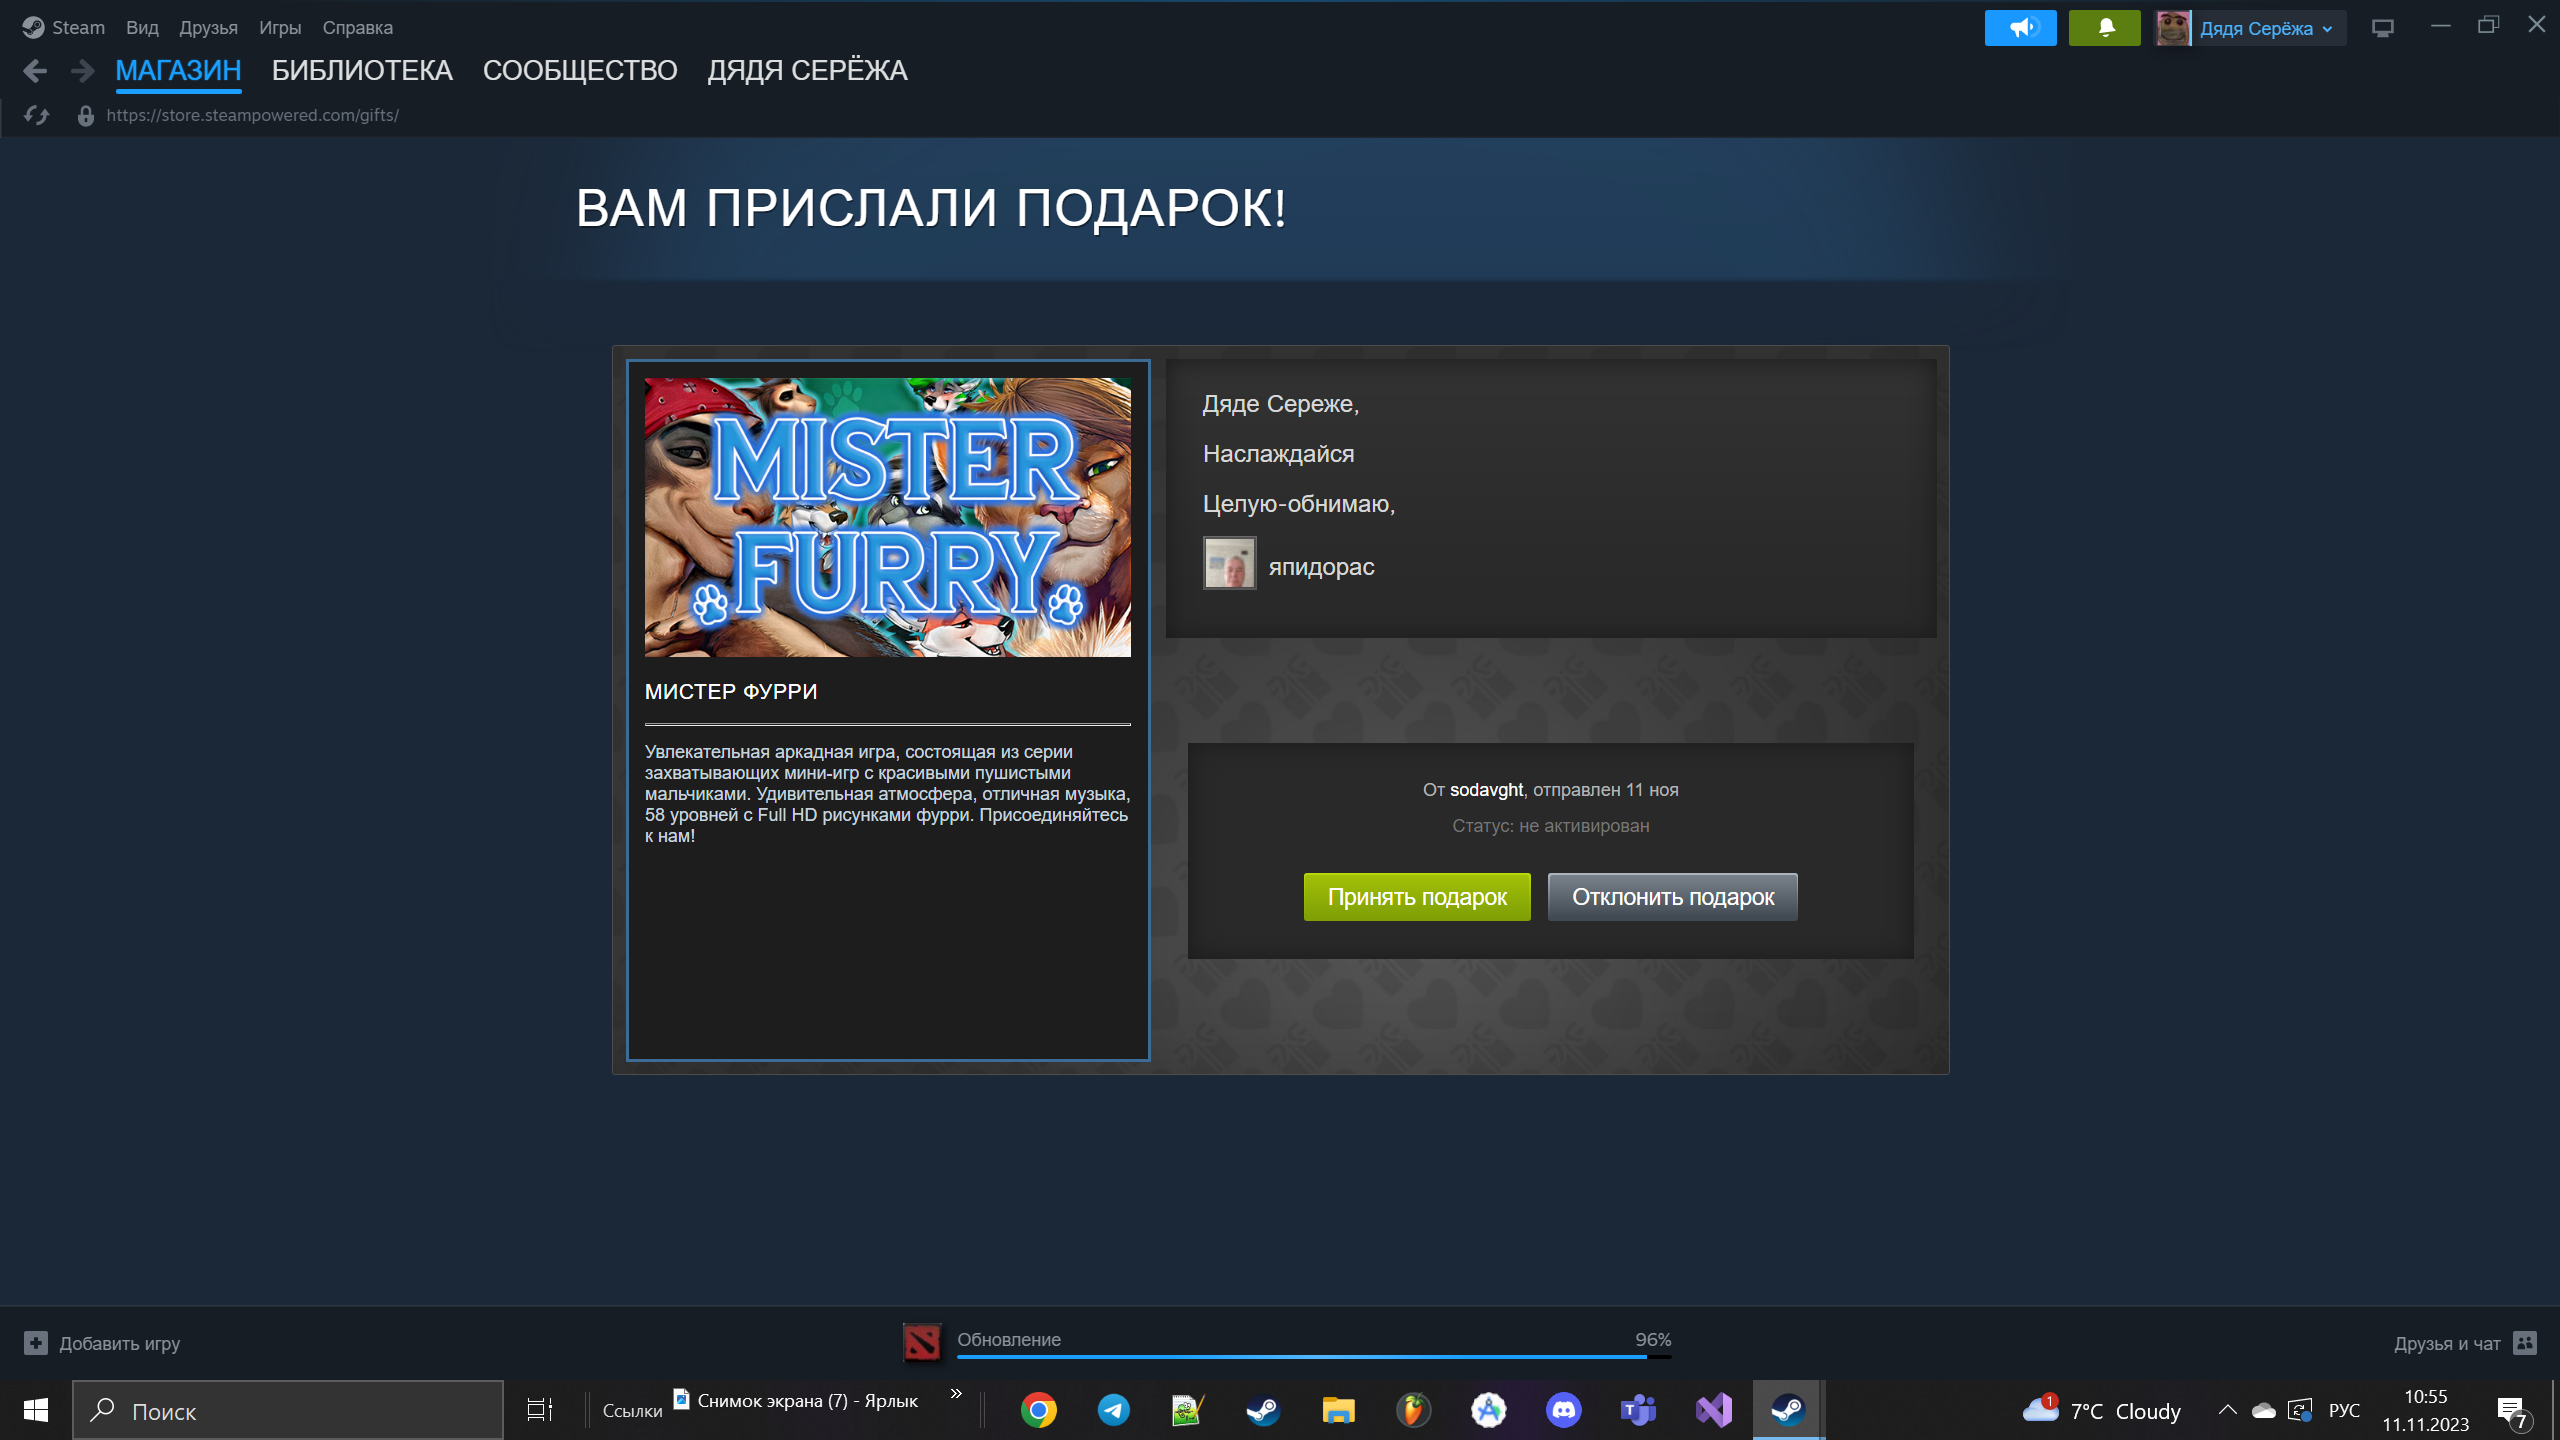 Steam Вид Друзья Игры Справка
Дядя Серёжа
МАГАЗИН БИБЛИОТЕКА СООБЩЕСТВО ДЯДЯ СЕРЁЖА
https://store.steampowered.com/gifts/
ВАМ ПРИСЛАЛИ ПОДАРОК!
MISTER
FURRY
МИСТЕР ФУРРИ
Увлекательная аркадная игра, состоящая из серии
захватывающих мини-игр с красивыми пушистыми
мальчиками. Удивительная атмосфера, отличная музыка,
58 уровней с Full HD рисунками фурри. Присоединяйтесь
к нам!
Дяде Сереже,
Наслаждайся
Целую-обнимаю,
япидорас
От sodavght, отправлен 11 ноя
Статус: не активирован
Принять подарок Отклонить подарок
Добавить игру
Обновление 96%
Друзья и чат
Поиск
Ссылки
Снимок экрана (7) - Ярлык
1
7°C Cloudy
РУС
10:55
11.11.2023
7